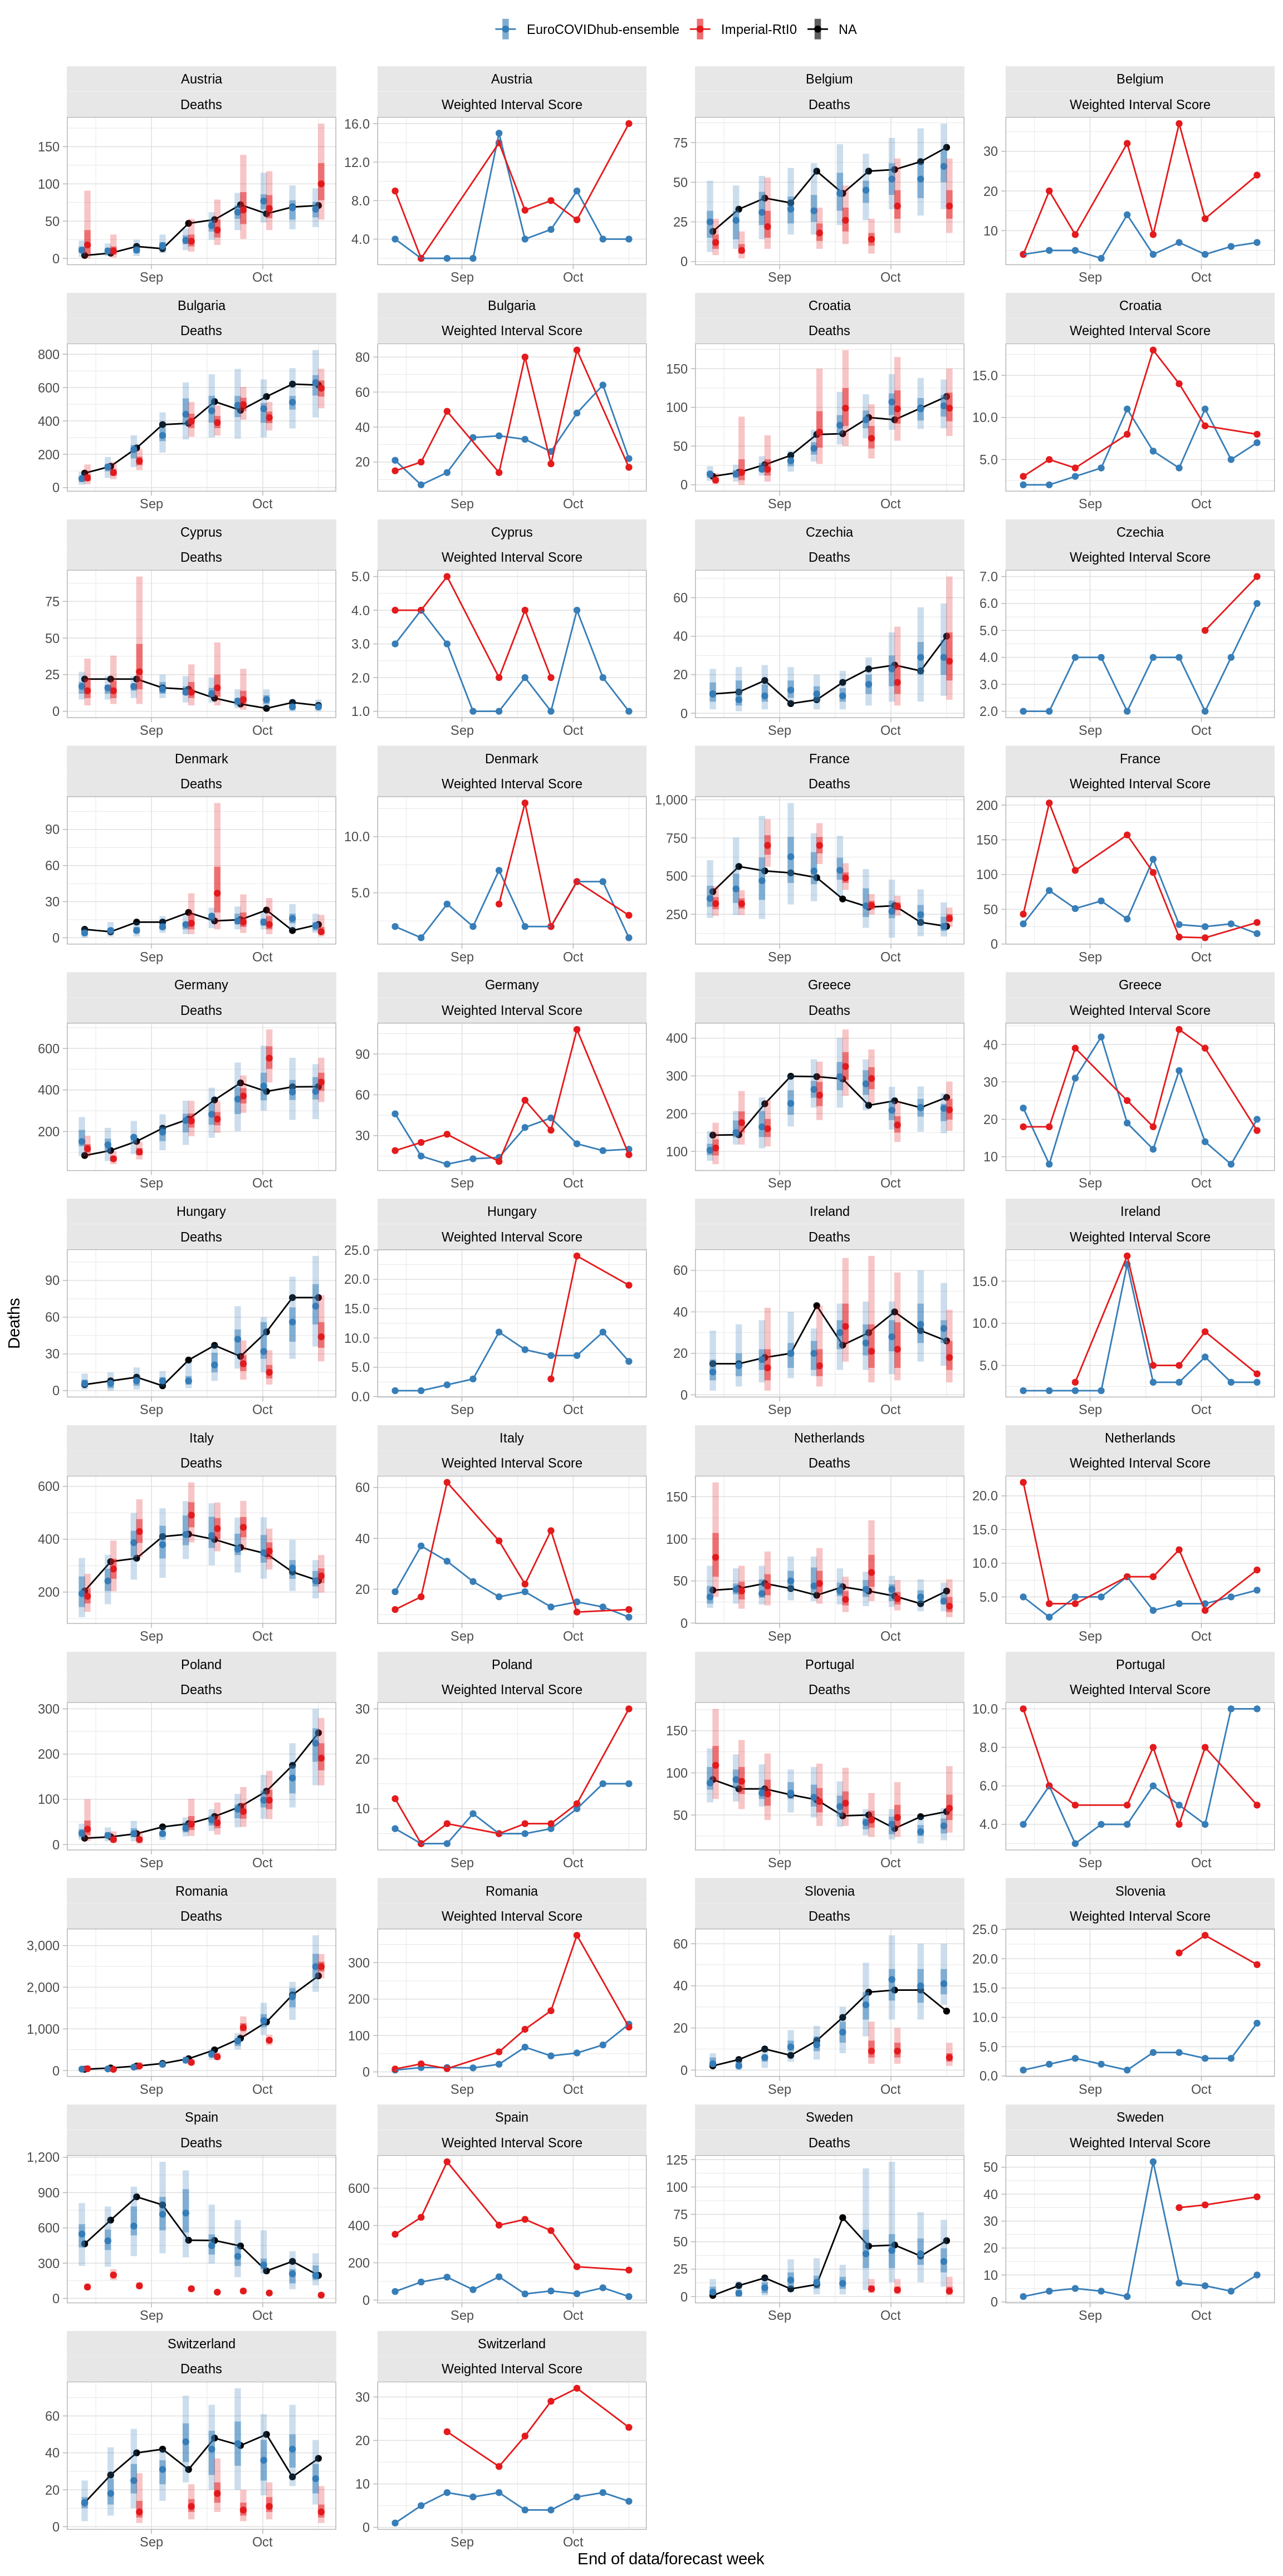 EuroCOVIDhub-ensemble Imperial-RtI0 NA
Austria Austria Belgium Belgium
Deaths Weighted Interval Score Deaths Weighted Interval Score
150 16.0 75 30
100 12.0 50 20
50 8.0 25 10
0 4.0 0
Sep Oct Sep Oct Sep Oct Sep Oct
Bulgaria Bulgaria Croatia Croatia
Deaths Weighted Interval Score Deaths Weighted Interval Score
800 80 150 15.0
600 60 100 10.0
400 40 50 5.0
200 20 0
0
Sep Oct Sep Oct Sep Oct Sep Oct
Cyprus Cyprus Czechia Czechia
Deaths Weighted Interval Score Deaths Weighted Interval Score
75 5.0 60 7.0
50 4.0 40 6.0
25 3.0 20 5.0
0 2.0 0 4.0
1.0 3.0
2.0
Sep Oct Sep Oct Sep Oct Sep Oct
Denmark Denmark France France
Deaths Weighted Interval Score Deaths Weighted Interval Score
90 10.0 1,000 200
60 5.0 750 150
30 500 100
0 250 50
0
Sep Oct Sep Oct Sep Oct Sep Oct
Germany Germany Greece Greece
Deaths Weighted Interval Score Deaths Weighted Interval Score
600 90 400 40
400 60 300 30
200 30 200 20
100 10
Sep Oct Sep Oct Sep Oct Sep Oct
Hungary Hungary Ireland Ireland
Deaths Weighted Interval Score Deaths Weighted Interval Score
90 25.0 60 15.0
60 20.0 40 10.0
30 15.0 20 5.0
0 10.0 0
5.0
0.0
Sep Oct Sep Oct Sep Oct Sep Oct
Deaths
Italy Italy Netherlands Netherlands
Deaths Weighted Interval Score Deaths Weighted Interval Score
600 60 150 20.0
400 40 100 15.0
200 20 50 10.0
0 5.0
Sep Oct Sep Oct Sep Oct Sep Oct
Poland Poland Portugal Portugal
Deaths Weighted Interval Score Deaths Weighted Interval Score
300 30 150 10.0
200 20 100 8.0
100 10 50 6.0
0 4.0
Sep Oct Sep Oct Sep Oct Sep Oct
Romania Romania Slovenia Slovenia
Deaths Weighted Interval Score Deaths Weighted Interval Score
3,000 300 60 25.0
2,000 200 40 20.0
1,000 100 20 15.0
0 0 0 10.0
5.0
0.0
Sep Oct Sep Oct Sep Oct Sep Oct
Spain Spain Sweden Sweden
Deaths Weighted Interval Score Deaths Weighted Interval Score
1,200 600 125 50
900 400 100 40
600 200 75 30
300 0 50 20
0 25 10
0 0
Sep Oct Sep Oct Sep Oct Sep Oct
Switzerland Switzerland
Deaths Weighted Interval Score
60 30
40 20
20 10
0 0
Sep Oct Sep Oct
End of data/forecast week